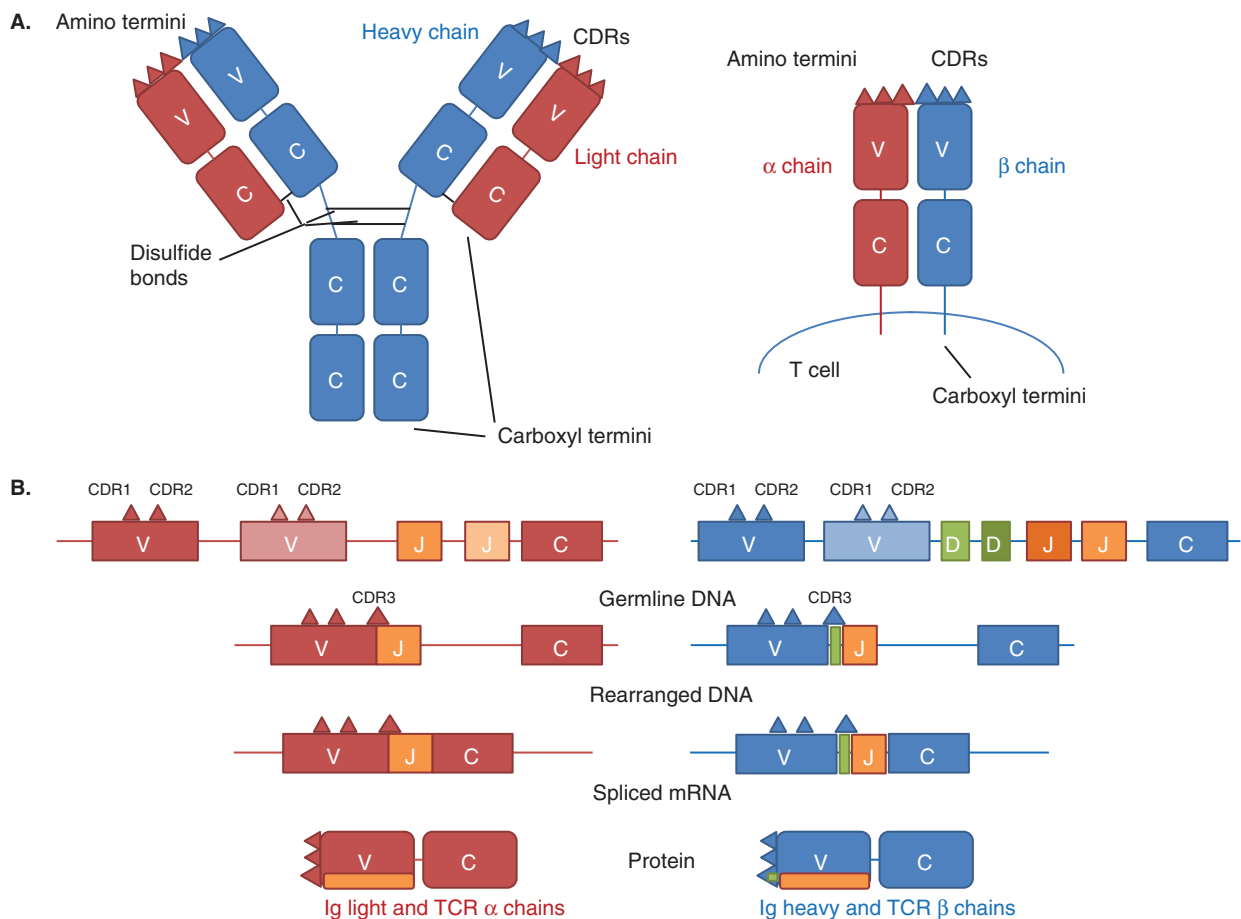 A.
Amino termini
Heavy chain
CDRs
V
V
V
V
C
C
C
C
Light chain
Disulfide
bonds
C
C
C
C
Carboxyl termini
Amino termini
CDRs
α chain
V
V
β chain
C
C
T cell
Carboxyl termini
B.
CDR1 CDR2 CDR1 CDR2
V V J J C
CDR1 CDR2 CDR1 CDR2
V V D D J J C
Germline DNA
CDR3
V J C
CDR3
V J C
Rearranged DNA
V J C
V J C
Spliced mRNA
V C
Protein
V C
Ig light and TCR α chains
Ig heavy and TCR β chains